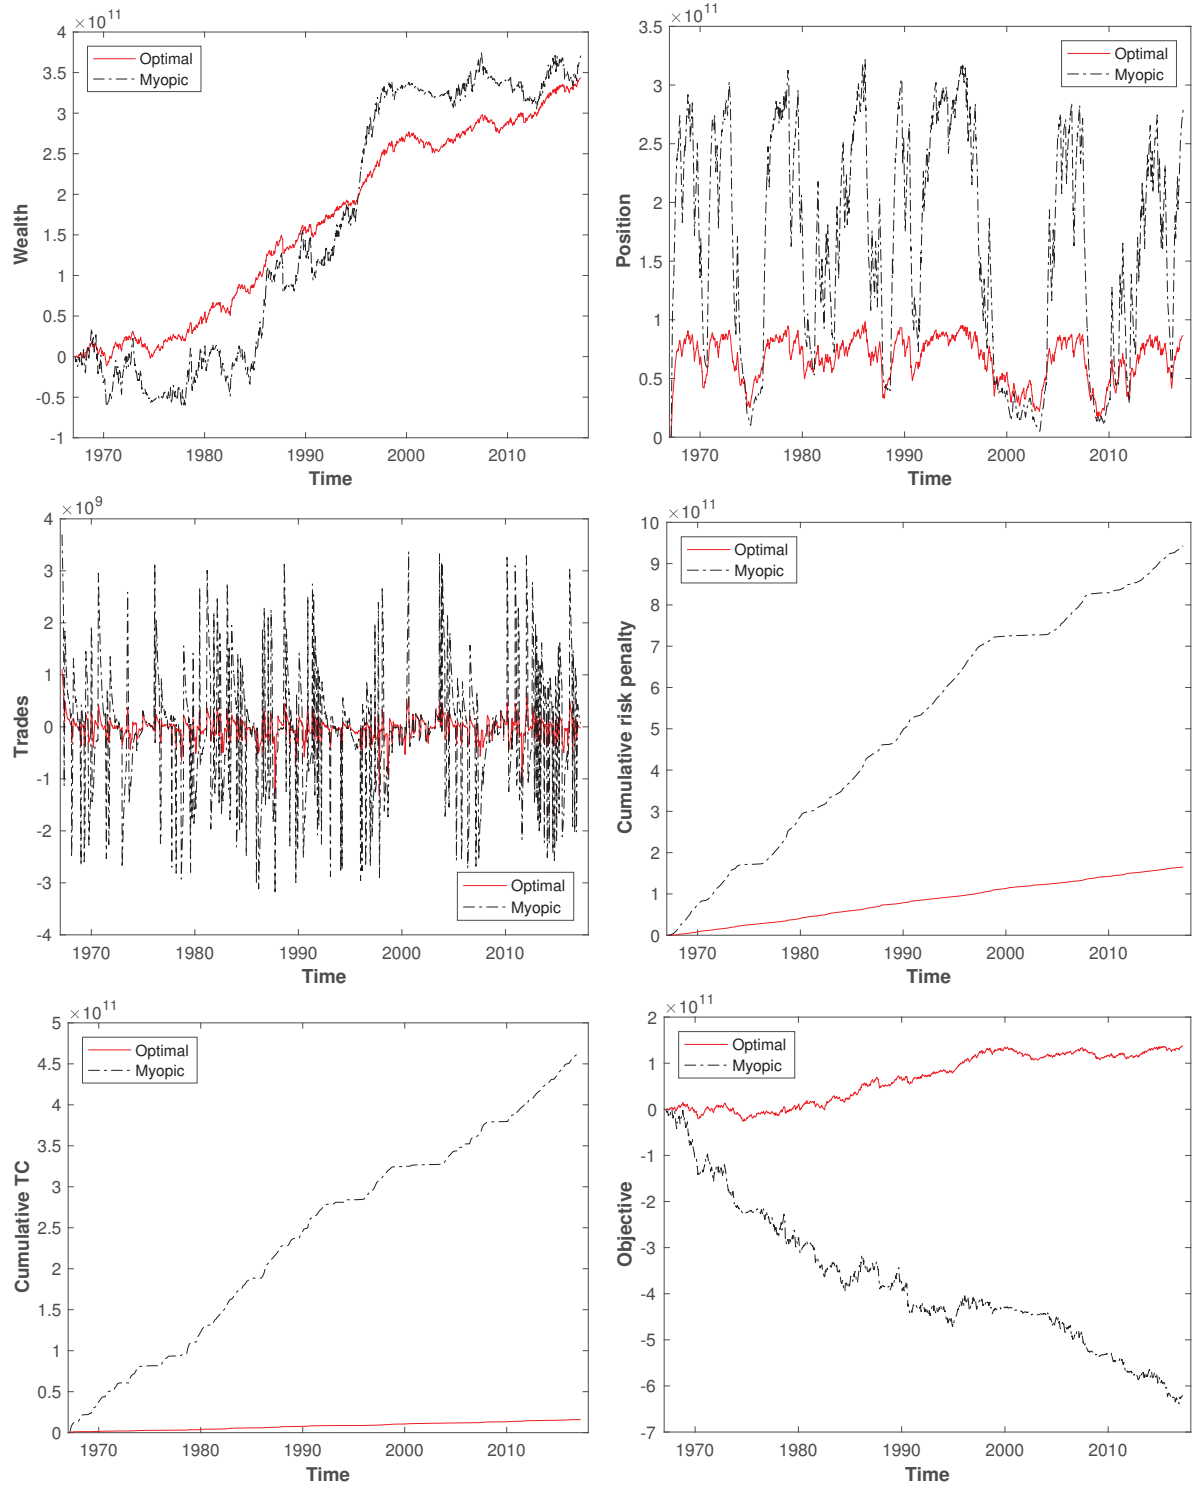 ×10^11
4
3.5
3
2.5
2
1.5
1
0.5
0
-0.5
-1
Wealth
Optimal
Myopic
1970 1980 1990 2000 2010
Time
×10^11
3.5
3
2.5
2
1.5
1
0.5
0
Position
Optimal
Myopic
1970 1980 1990 2000 2010
Time
×10^9
4
3
2
1
0
-1
-2
-3
-4
Trades
Optimal
Myopic
1970 1980 1990 2000 2010
Time
×10^11
10
9
8
7
6
5
4
3
2
1
0
Cumulative risk penalty
Optimal
Myopic
1970 1980 1990 2000 2010
Time
×10^11
5
4.5
4
3.5
3
2.5
2
1.5
1
0.5
0
Cumulative TC
Optimal
Myopic
1970 1980 1990 2000 2010
Time
×10^11
2
1
0
-1
-2
-3
-4
-5
-6
-7
Objective
Optimal
Myopic
1970 1980 1990 2000 2010
Time